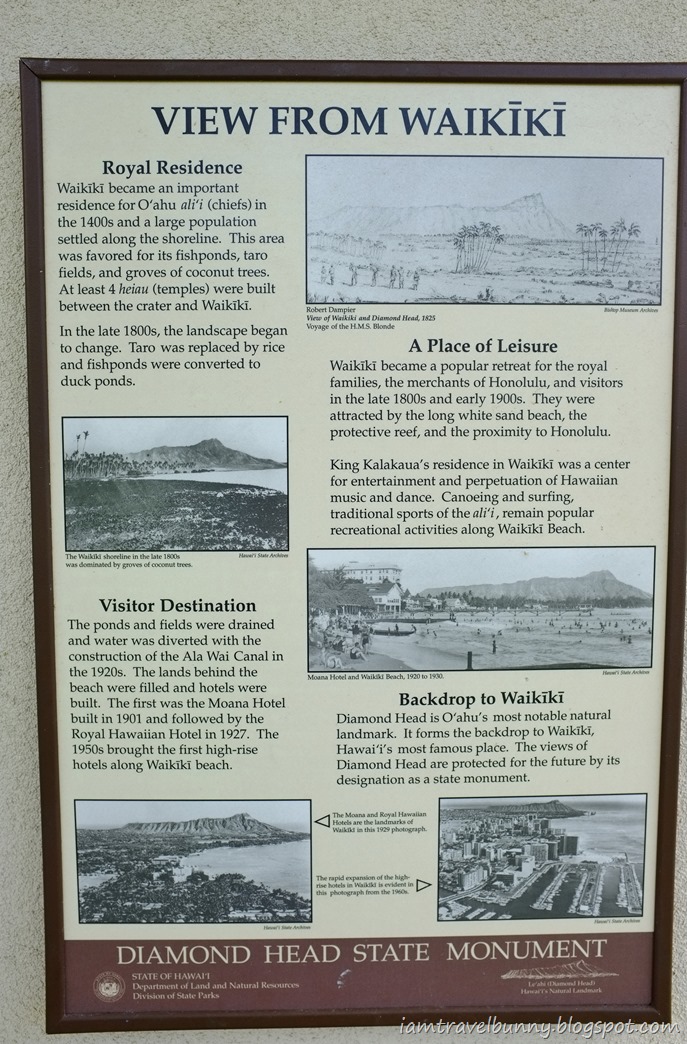 VIEW FROM WAIKĪKĪ
Royal Residence
Waikīkī became an important
residence for O‘ahu ali‘i (chiefs) in
the 1400s and a large population
settled along the shoreline. This area
was favored for its fishponds, taro
fields, and groves of coconut trees.
At least 4 heiau (temples) were built
between the crater and Waikīkī.
In the late 1800s, the landscape began
to change. Taro was replaced by rice
and fishponds were converted to
duck ponds.
The Waikīkī shoreline in the late 1800s
was dominated by groves of coconut trees.
Hawai‘i State Archives
Visitor Destination
The ponds and fields were drained
and water was diverted with the
construction of the Ala Wai Canal in
the 1920s. The lands behind the
beach were filled and hotels were
built. The first was the Moana Hotel
built in 1901 and followed by the
Royal Hawaiian Hotel in 1927. The
1950s brought the first high-rise
hotels along Waikīkī beach.
Robert Dampier
View of Waikiki and Diamond Head, 1825
Voyage of the H.M.S. Blonde
Bishop Museum Archives
A Place of Leisure
Waikīkī became a popular retreat for the royal
families, the merchants of Honolulu, and visitors
in the late 1800s and early 1900s. They were
attracted by the long white sand beach, the
protective reef, and the proximity to Honolulu.
King Kalakaua's residence in Waikīkī was a center
for entertainment and perpetuation of Hawaiian
music and dance. Canoeing and surfing,
traditional sports of the ali‘i, remain popular
recreational activities along Waikīkī Beach.
Moana Hotel and Waikīkī Beach, 1920 to 1930.
Hawai‘i State Archives
Backdrop to Waikīkī
Diamond Head is O‘ahu's most notable natural
landmark. It forms the backdrop to Waikīkī,
Hawai‘i's most famous place. The views of
Diamond Head are protected for the future by its
designation as a state monument.
The Moana and Royal Hawaiian
Hotels are the landmarks of
Waikīkī in this 1929 photograph.
The rapid expansion of the high-
rise hotels in Waikīkī is evident in
this photograph from the 1960s.
Hawai‘i State Archives
Hawai‘i State Archives
DIAMOND HEAD STATE MONUMENT
STATE OF HAWAI‘I
Department of Land and Natural Resources
Division of State Parks
Le‘ahi (Diamond Head)
Hawai‘i's Natural Landmark
iamtravelbunny.blogspot.com